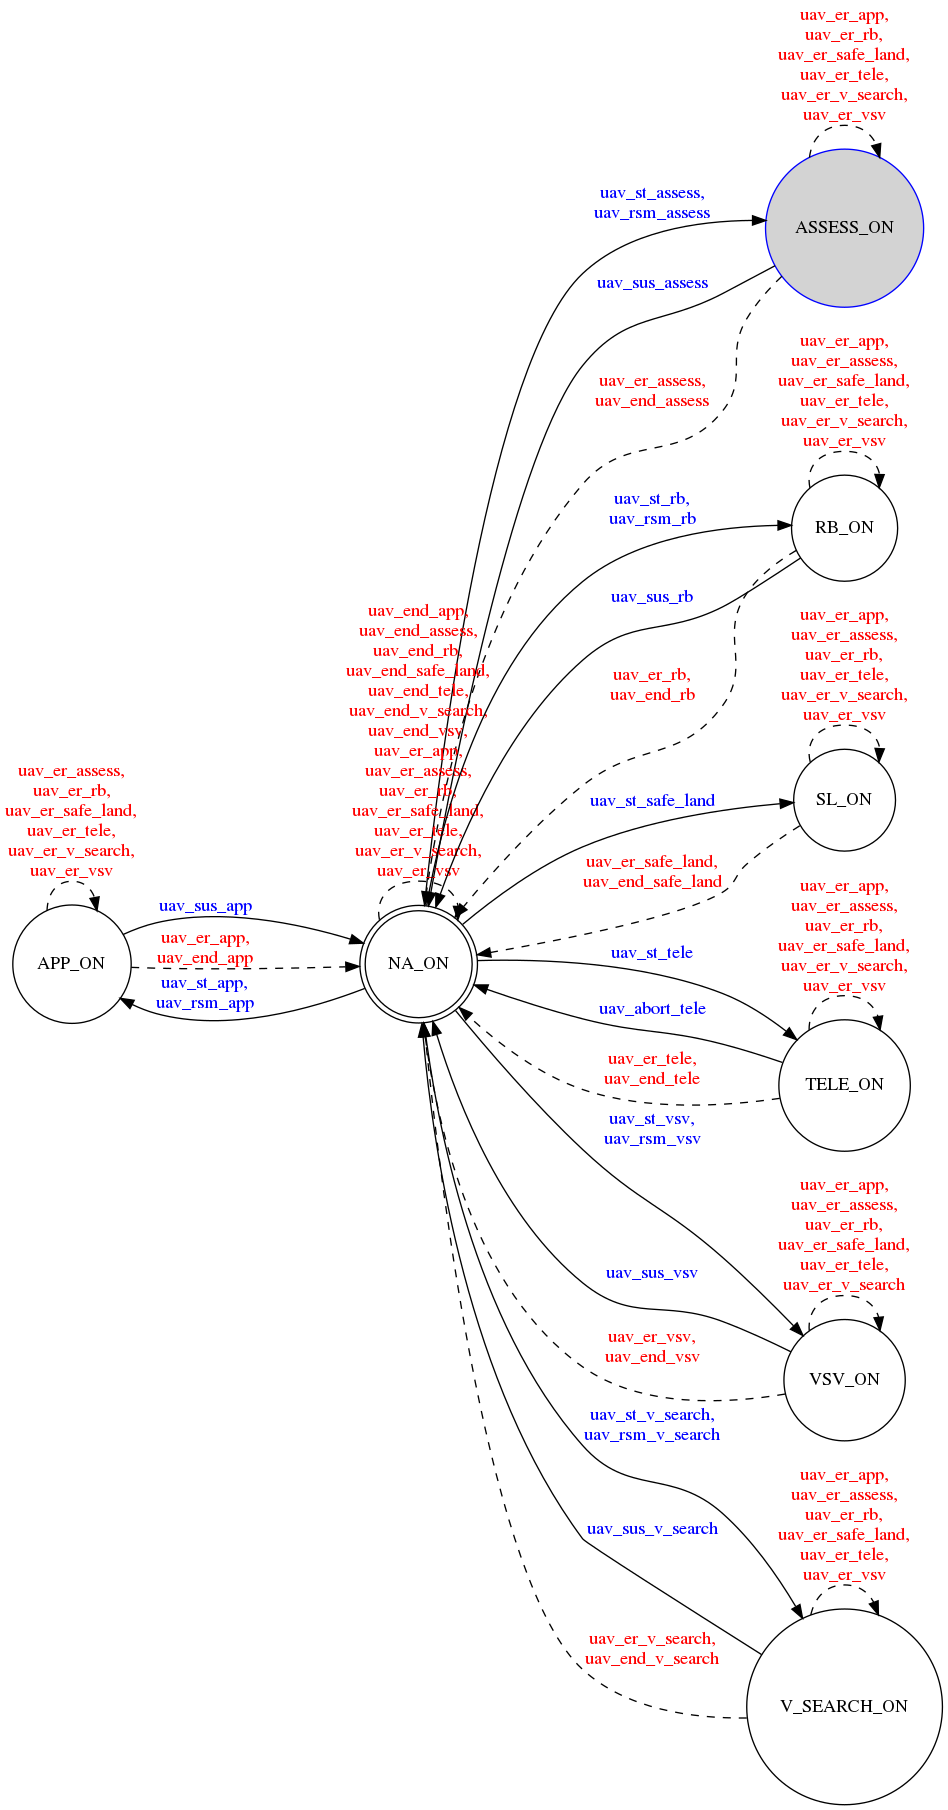 uav_er_app,
uav_er_rb,
uav_er_safe_land,
uav_er_tele,
uav_er_v_search,
uav_er_vsv
ASSESS_ON
uav_st_assess,
uav_rsm_assess
uav_sus_assess
uav_er_assess,
uav_end_assess
uav_er_app,
uav_er_assess,
uav_er_safe_land,
uav_er_tele,
uav_er_v_search,
uav_er_vsv
RB_ON
uav_st_rb,
uav_rsm_rb
uav_sus_rb
uav_er_rb,
uav_end_rb
uav_er_app,
uav_er_assess,
uav_er_rb,
uav_er_tele,
uav_er_v_search,
uav_er_vsv
SL_ON
uav_st_safe_land
uav_er_safe_land,
uav_end_safe_land
uav_end_app,
uav_end_assess,
uav_end_rb,
uav_end_safe_land,
uav_end_tele,
uav_end_v_search,
uav_end_vsv,
uav_er_app,
uav_er_assess,
uav_er_rb,
uav_er_safe_land,
uav_er_tele,
uav_er_v_search,
uav_er_vsv
NA_ON
uav_er_assess,
uav_er_rb,
uav_er_safe_land,
uav_er_tele,
uav_er_v_search,
uav_er_vsv
APP_ON
uav_sus_app
uav_er_app,
uav_end_app
uav_st_app,
uav_rsm_app
uav_er_app,
uav_er_assess,
uav_er_rb,
uav_er_safe_land,
uav_er_v_search,
uav_er_vsv
TELE_ON
uav_st_tele
uav_abort_tele
uav_er_tele,
uav_end_tele
uav_st_vsv,
uav_rsm_vsv
uav_er_app,
uav_er_assess,
uav_er_rb,
uav_er_safe_land,
uav_er_tele,
uav_er_v_search
VSV_ON
uav_sus_vsv
uav_er_vsv,
uav_end_vsv
uav_st_v_search,
uav_rsm_v_search
uav_er_app,
uav_er_assess,
uav_er_rb,
uav_er_safe_land,
uav_er_tele,
uav_er_vsv
V_SEARCH_ON
uav_sus_v_search
uav_er_v_search,
uav_end_v_search